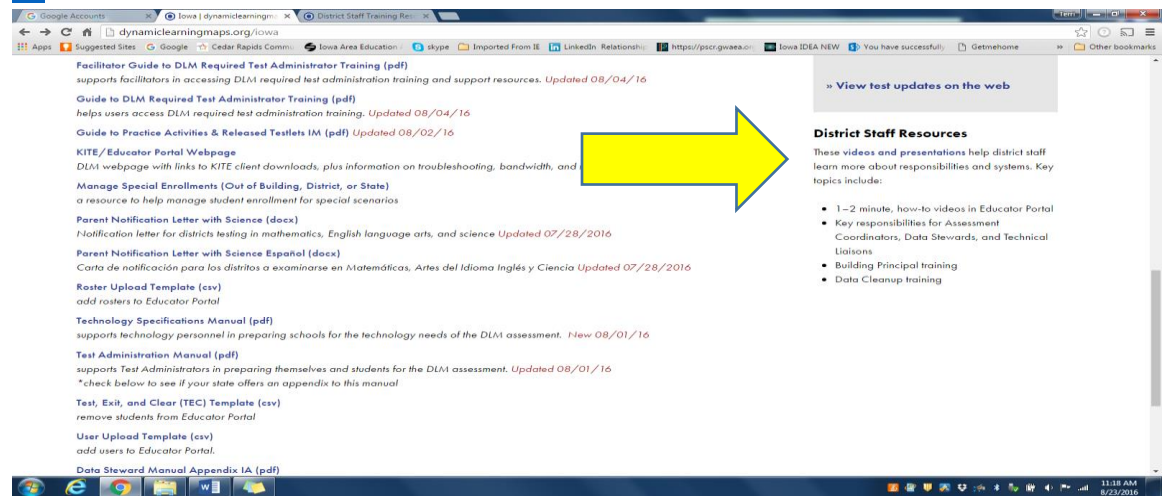 Google Accounts
Iowa | dynamiclearningm
District Staff Training Res
Terri
dynamiclearningmaps.org/iowa
Apps
Suggested Sites
Google
Cedar Rapids Commu
Iowa Area Education
skype
Imported From IE
LinkedIn Relationship
https://pscr.gwaea.or
Iowa IDEA NEW
You have successfully
Getmehome
»
Other bookmarks
Facilitator Guide to DLM Required Test Administrator Training (pdf)
supports facilitators in accessing DLM required test administration training and support resources. Updated 08/04/16
Guide to DLM Required Test Administrator Training (pdf)
helps users access DLM required test administration training. Updated 08/04/16
Guide to Practice Activities & Released Testlets IM (pdf) Updated 08/02/16
KITE/Educator Portal Webpage
DLM webpage with links to KITE client downloads, plus information on troubleshooting, bandwidth, and
Manage Special Enrollments (Out of Building, District, or State)
a resource to help manage student enrollment for special scenarios
Parent Notification Letter with Science (docx)
Notification letter for districts testing in mathematics, English language arts, and science Updated 07/28/2016
Parent Notification Letter with Science Español (docx)
Carta de notificación para los distritos a examinarse en Matemáticas, Artes del Idioma Inglés y Ciencia Updated 07/28/2016
Roster Upload Template (csv)
add rosters to Educator Portal
Technology Specifications Manual (pdf)
supports technology personnel in preparing schools for the technology needs of the DLM assessment. New 08/01/16
Test Administration Manual (pdf)
supports Test Administrators in preparing themselves and students for the DLM assessment. Updated 08/01/16
*check below to see if your state offers an appendix to this manual
Test, Exit, and Clear (TEC) Template (csv)
remove students from Educator Portal
User Upload Template (csv)
add users to Educator Portal.
Data Steward Manual Appendix IA (pdf)
» View test updates on the web
District Staff Resources
These videos and presentations help district staff
learn more about responsibilities and systems. Key
topics include:
• 1–2 minute, how-to videos in Educator Portal
• Key responsibilities for Assessment
Coordinators, Data Stewards, and Technical
Liaisons
• Building Principal training
• Data Cleanup training
11:18 AM
8/23/2016